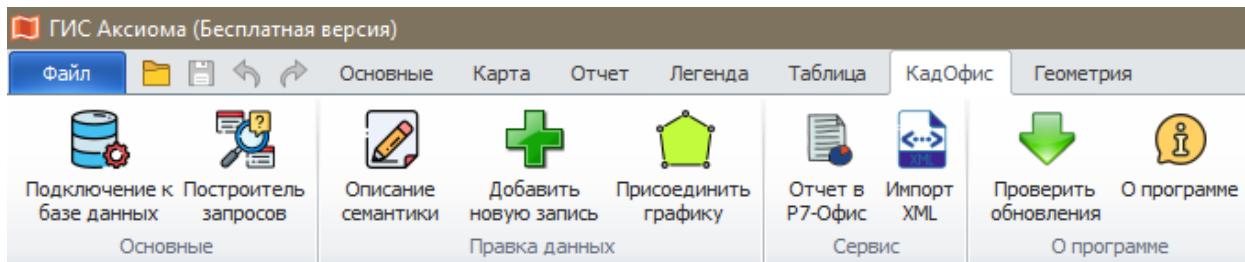 ГИС Аксиома (Бесплатная версия)
Файл Основные Карта Отчет Легенда Таблица КадОфис Геометрия
Подключение к Построитель Описание Добавить Присоединить Отчет в Импорт Проверить О программе
базе данных запросов семантики новую запись графику Р7-Офис XML обновления
Основные Правка данных Сервис О программе